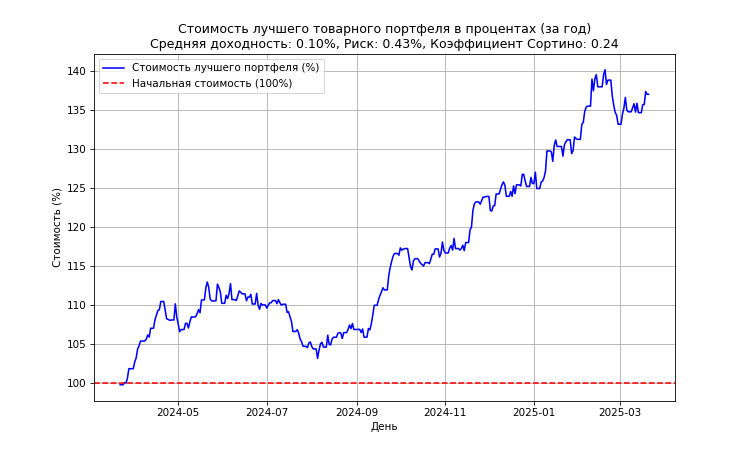 Стоимость лучшего товарного портфеля в процентах (за год)
Средняя доходность: 0.10%, Риск: 0.43%, Коэффициент Сортино: 0.24
Стоимость лучшего портфеля (%)
Начальная стоимость (100%)
Стоимость (%)
140
135
130
125
120
115
110
105
100
2024-05
2024-07
2024-09
2024-11
2025-01
2025-03
День